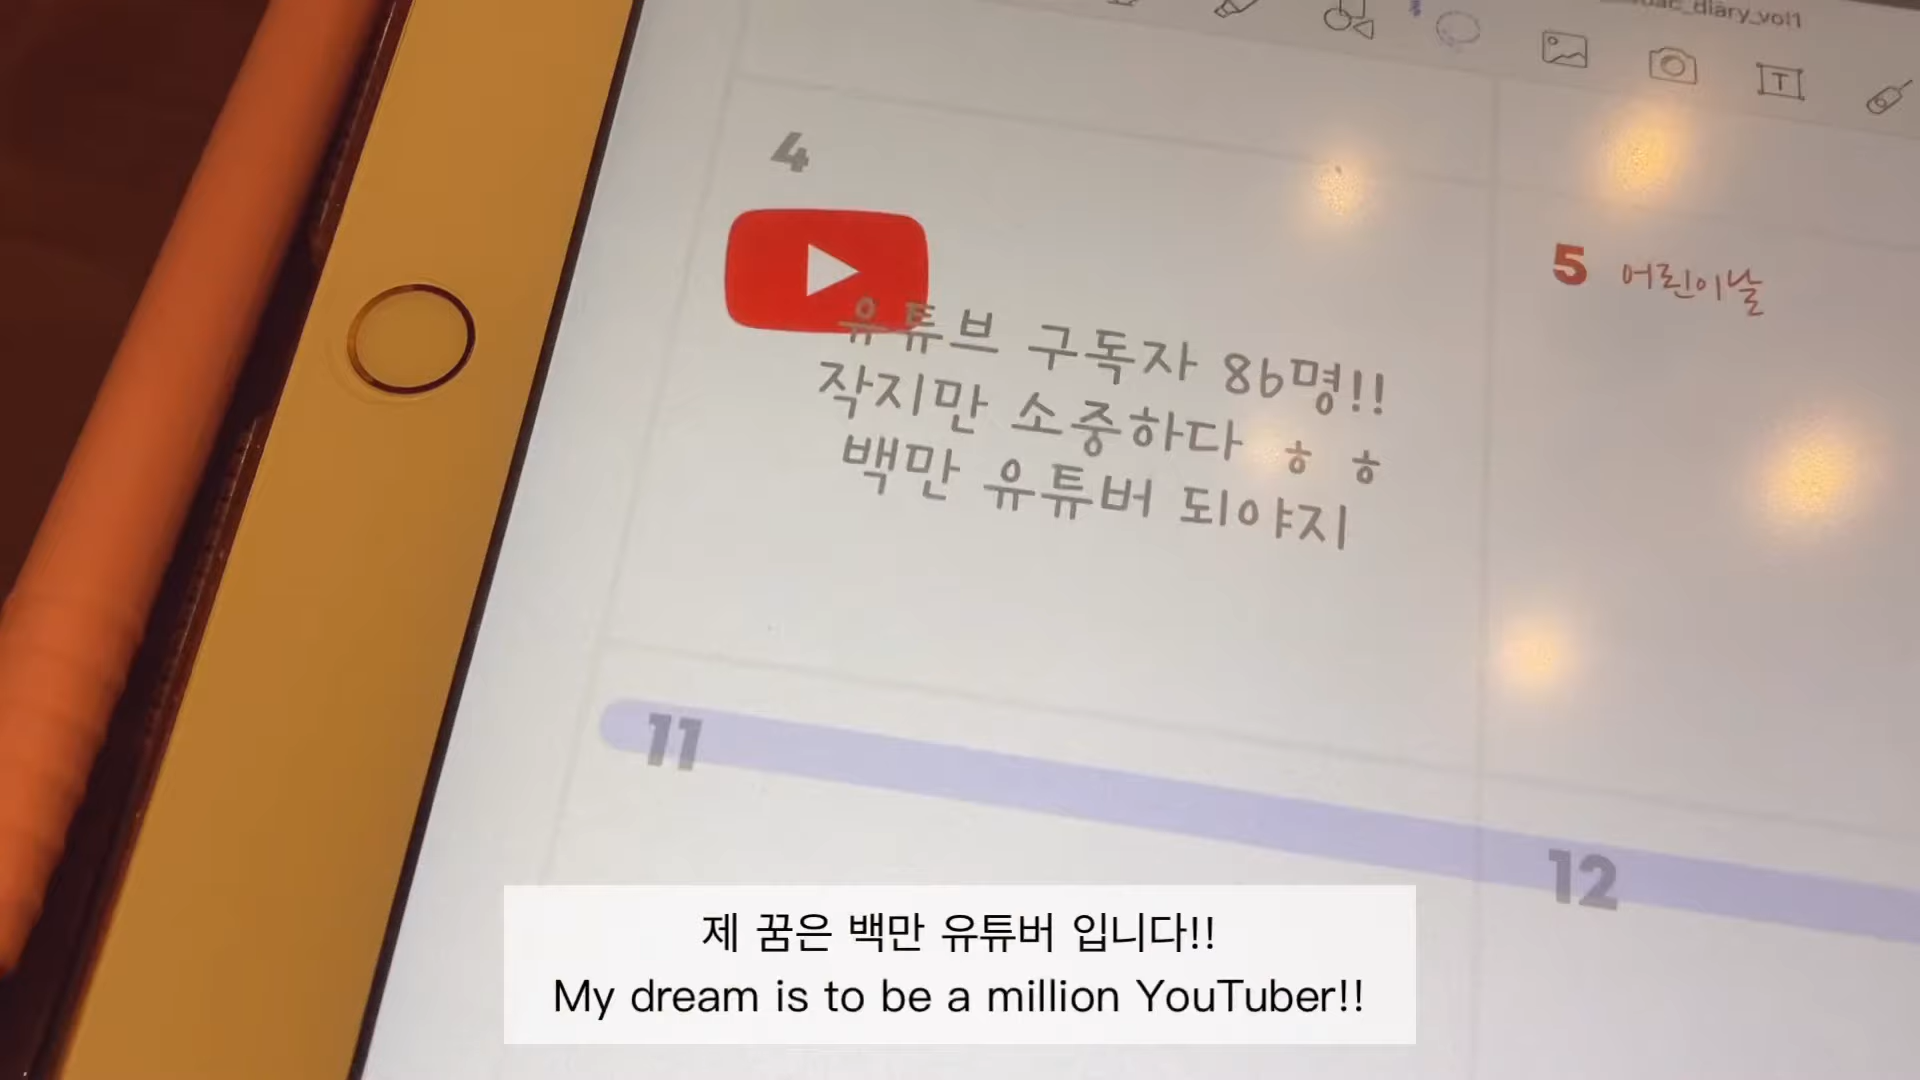 diary_vol1
4
5 어린이날
유튜브 구독자 86명!!
작지만 소중하다 ㅎ ㅎ
백만 유튜버 되야지
11
12
제 꿈은 백만 유튜버 입니다!!
My dream is to be a million YouTuber!!